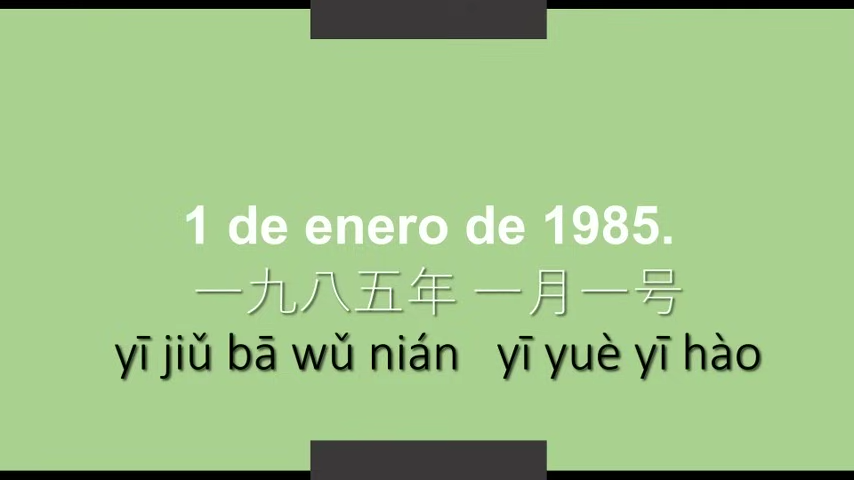 1 de enero de 1985.
一九八五年 一月一号
yī jiǔ bā wǔ nián yī yuè yī hào